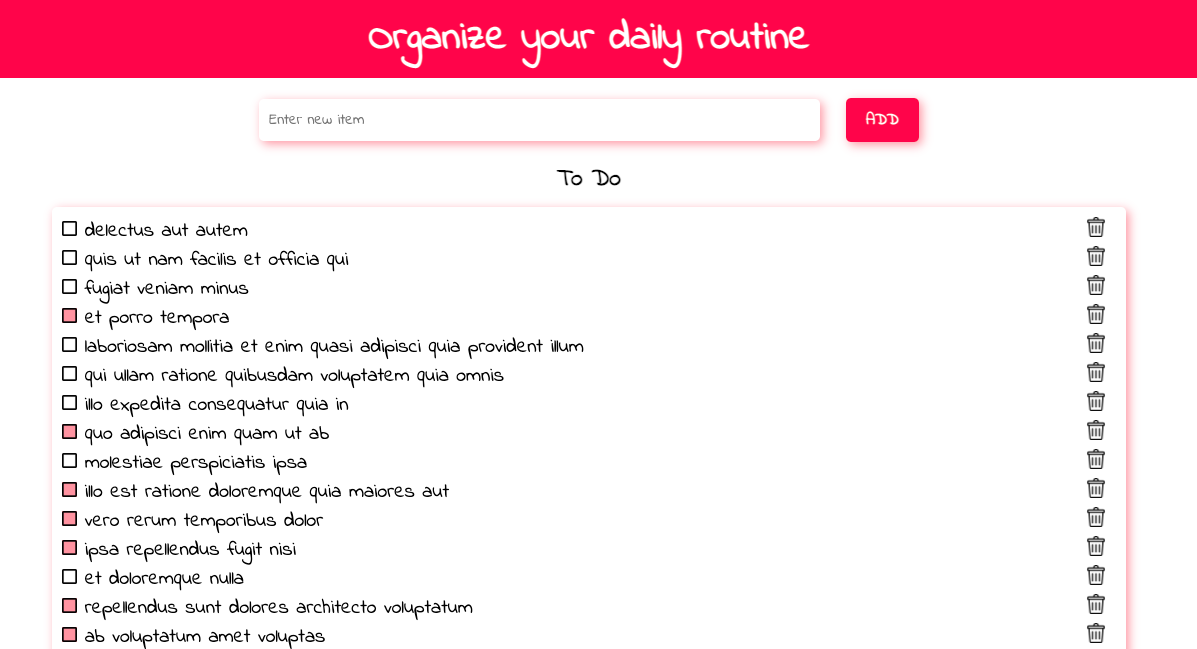 Organize your daily routine
Enter new item
ADD
To Do
delectus aut autem
quis ut nam facilis et officia qui
fugiat veniam minus
et porro tempora
laboriosam mollitia et enim quasi adipisci quia provident illum
qui ullam ratione quibusdam voluptatem quia omnis
illo expedita consequatur quia in
quo adipisci enim quam ut ab
molestiae perspiciatis ipsa
illo est ratione doloremque quia maiores aut
vero rerum temporibus dolor
ipsa repellendus fugit nisi
et doloremque nulla
repellendus sunt dolores architecto voluptatum
ab voluptatum amet voluptas